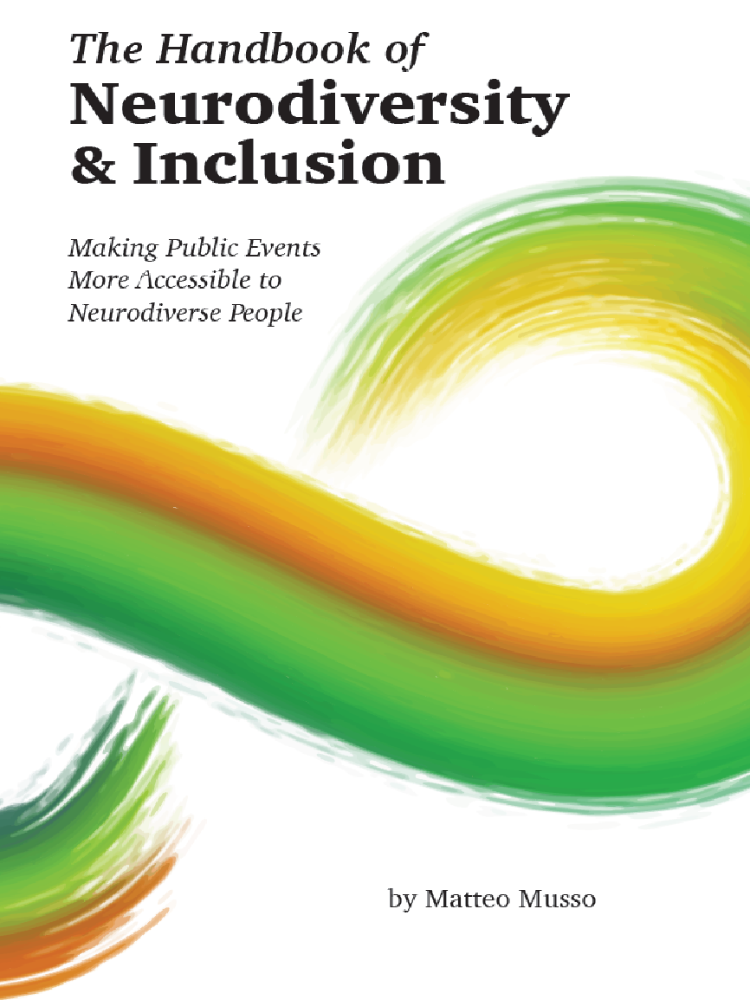 The Handbook of
Neurodiversity
& Inclusion
Making Public Events
More Accessible to
Neurodiverse People
by Matteo Musso